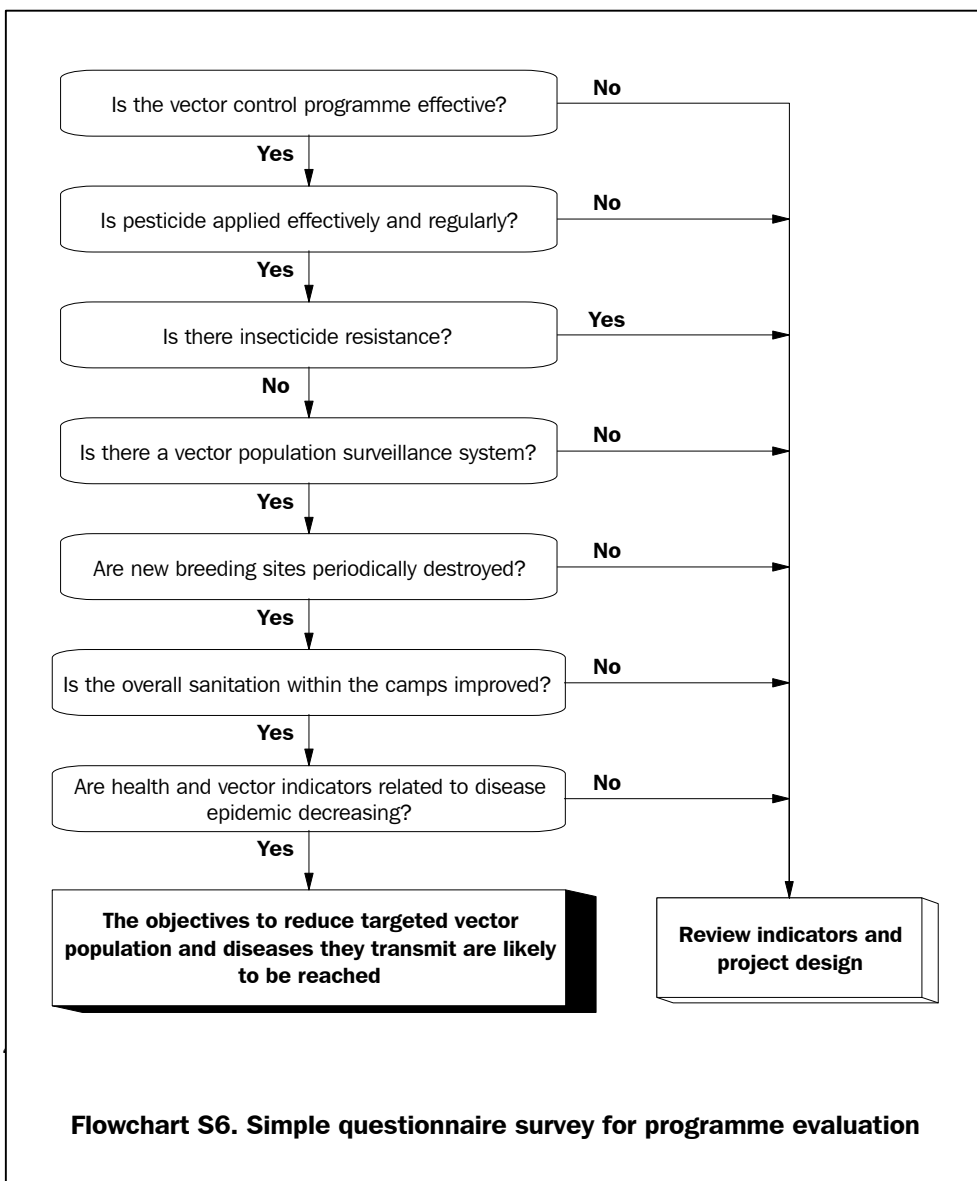 Is the vector control programme effective?
No
Yes
Is pesticide applied effectively and regularly?
No
Yes
Is there insecticide resistance?
Yes
No
Is there a vector population surveillance system?
No
Yes
Are new breeding sites periodically destroyed?
No
Yes
Is the overall sanitation within the camps improved?
No
Yes
Are health and vector indicators related to disease
epidemic decreasing?
No
Yes
The objectives to reduce targeted vector
population and diseases they transmit are likely
to be reached
Review indicators and
project design
Flowchart S6. Simple questionnaire survey for programme evaluation